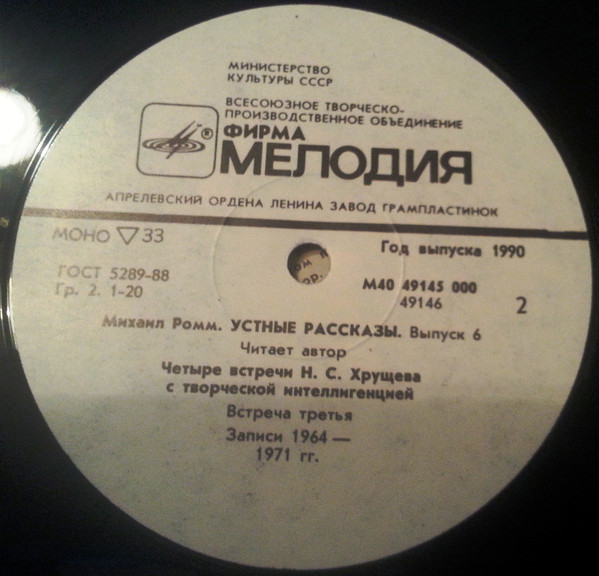 МИНИСТЕРСТВО
КУЛЬТУРЫ СССР
ВСЕСОЮЗНОЕ ТВОРЧЕСКО-
ПРОИЗВОДСТВЕННОЕ ОБЪЕДИНЕНИЕ
ФИРМА
® МЕЛОДИЯ
АПРЕЛЕВСКИЙ ОРДЕНА ЛЕНИНА ЗАВОД ГРАМПЛАСТИНОК
МОНО ▽ 33
Год выпуска 1990
ГОСТ 5289-88
Гр. 2. 1-20
М40 49145 000
49146
2
Михаил Ромм. УСТНЫЕ РАССКАЗЫ. Выпуск 6
Читает автор
Четыре встречи Н. С. Хрущева
с творческой интеллигенцией
Встреча третья
Записи 1964 —
1971 гг.